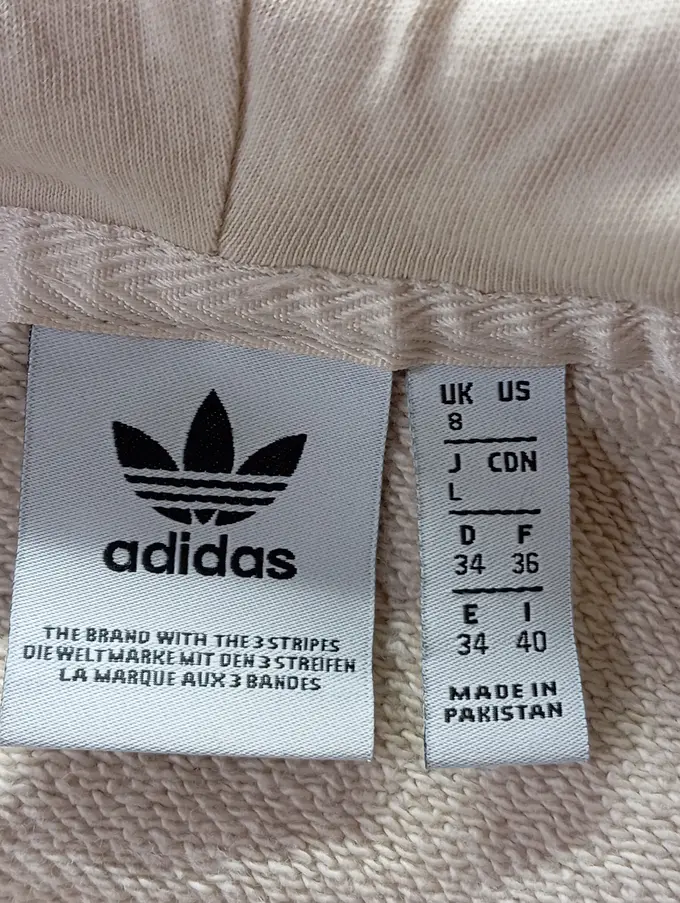 adidas
THE BRAND WITH THE 3 STRIPES
DIE WELTMARKE MIT DEN 3 STREIFEN
LA MARQUE AUX 3 BANDES
UK US
8
J CDN
L
D F
34 36
E I
34 40
MADE IN
PAKISTAN